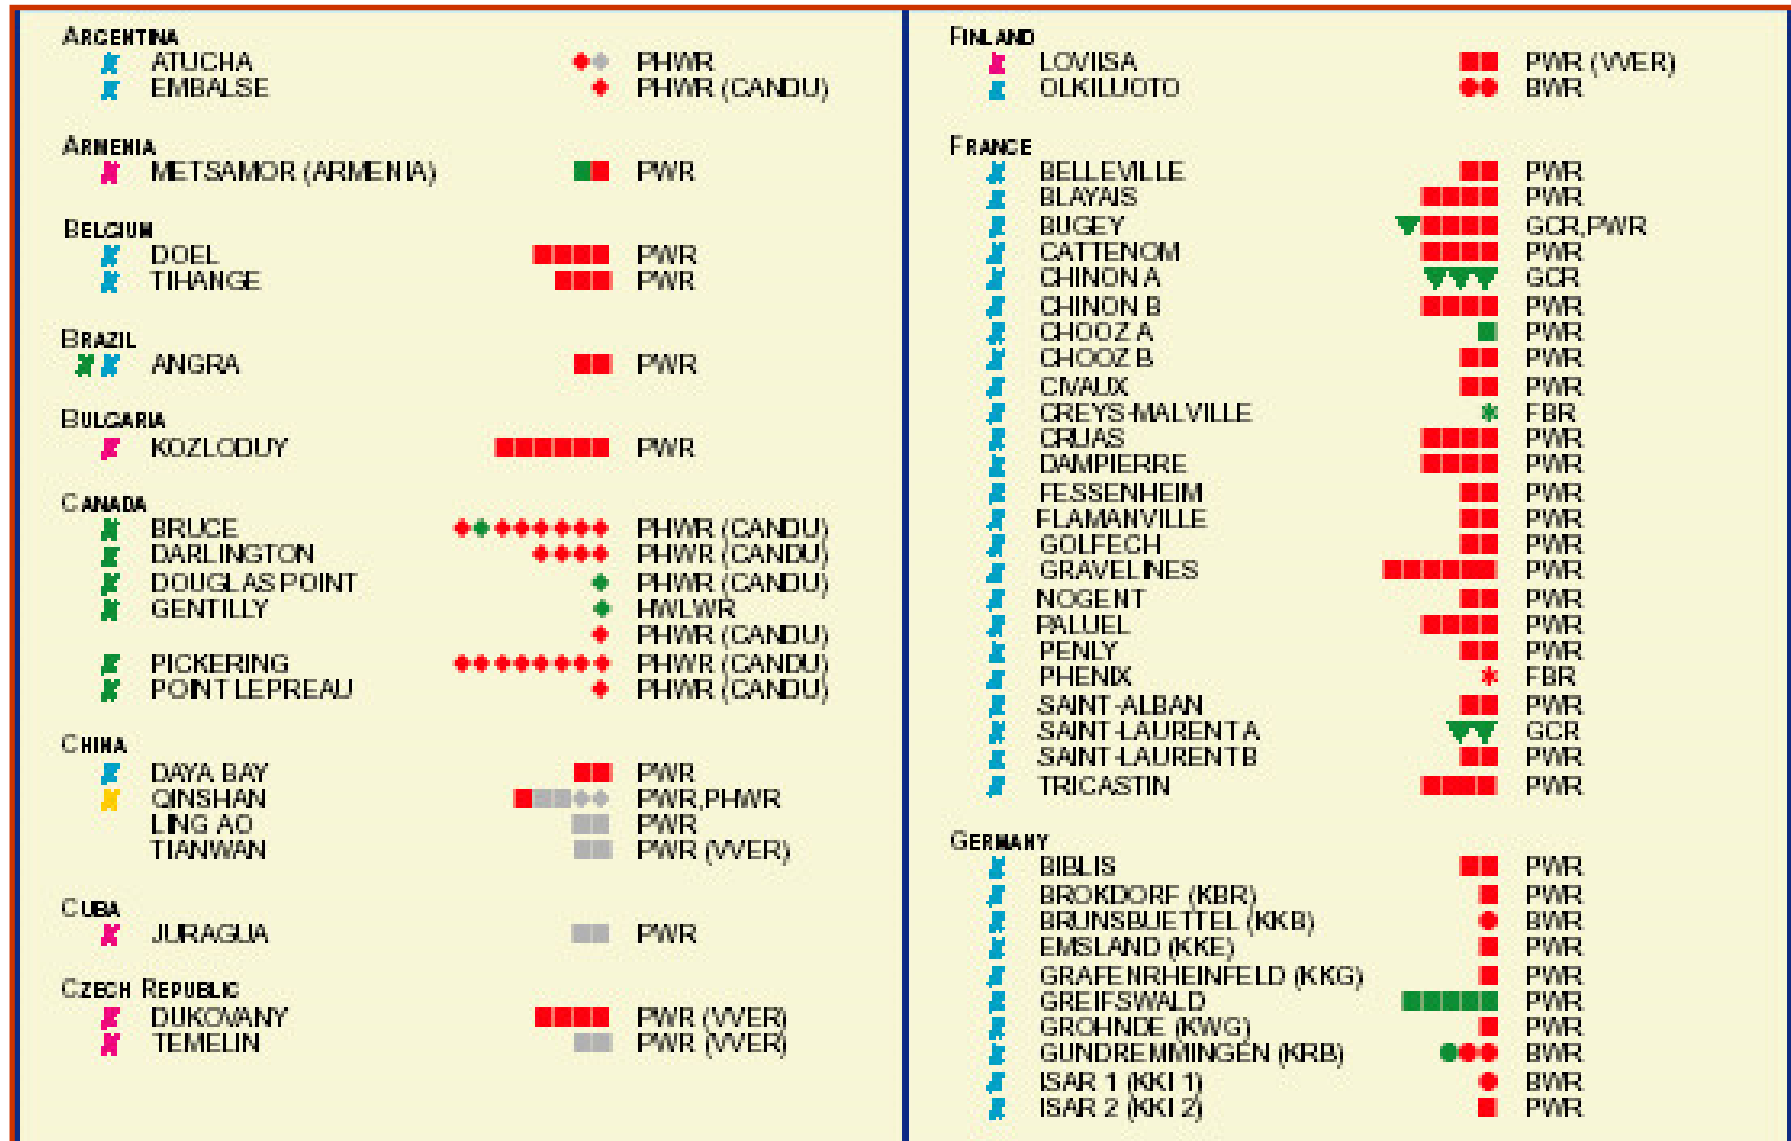 ARGENTINA
ATUCHA PHWR
EMBALSE PHWR (CANDU)
ARMENIA
METSAMOR (ARMENIA) PWR
BELGIUM
DOEL PWR
TIHANGE PWR
BRAZIL
ANGRA PWR
BULGARIA
KOZLODUY PWR
CANADA
BRUCE PHWR (CANDU)
DARLINGTON PHWR (CANDU)
DOUGLAS POINT PHWR (CANDU)
GENTILLY HWLWR
PHWR (CANDU)
PICKERING PHWR (CANDU)
POINT LEPREAU PHWR (CANDU)
CHINA
DAYA BAY PWR
QINSHAN PWR,PHWR
LING AO PWR
TIANWAN PWR (VVER)
CUBA
JURAGUA PWR
CZECH REPUBLIC
DUKOVANY PWR (VVER)
TEMELIN PWR (VVER)
FINLAND
LOVIISA PWR (VVER)
OLKILUOTO BWR
FRANCE
BELLEVILLE PWR
BLAYAIS PWR
BUGEY GCR,PWR
CATTENOM PWR
CHINON A GCR
CHINON B PWR
CHOOZ A PWR
CHOOZ B PWR
CIVAUX PWR
CREYS-MALVILLE FBR
CRUAS PWR
DAMPIERRE PWR
FESSENHEIM PWR
FLAMANVILLE PWR
GOLFECH PWR
GRAVELINES PWR
NOGENT PWR
PALUEL PWR
PENLY PWR
PHENIX FBR
SAINT-ALBAN PWR
SAINT-LAURENT A GCR
SAINT-LAURENT B PWR
TRICASTIN PWR
GERMANY
BIBLIS PWR
BROKDORF (KBR) PWR
BRUNSBUETTEL (KKB) BWR
EMSLAND (KKE) PWR
GRAFENRHEINFELD (KKG) PWR
GREIFSWALD PWR
GROHNDE (KWG) PWR
GUNDREMMINGEN (KRB) BWR
ISAR 1 (KKI 1) BWR
ISAR 2 (KKI 2) PWR